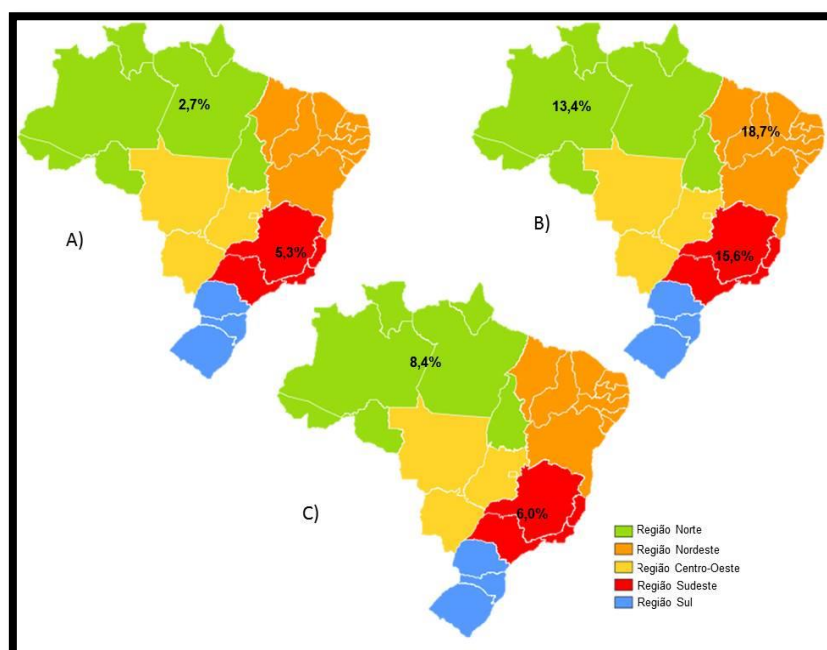 2,7%
5,3%
A)
13,4%
18,7%
15,6%
B)
8,4%
6,0%
C)
Região Norte
Região Nordeste
Região Centro-Oeste
Região Sudeste
Região Sul